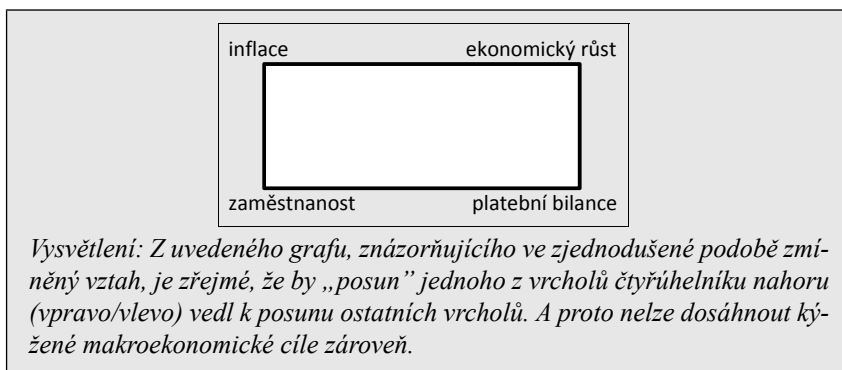 inflace ekonomický růst
zaměstnanost platební bilance
Vysvětlení: Z uvedeného grafu, znázorňujícího ve zjednodušené podobě zmí-
něný vztah, je zřejmé, že by „posun” jednoho z vrcholů čtyřúhelníku nahoru
(vpravo/vlevo) vedl k posunu ostatních vrcholů. A proto nelze dosáhnout ký-
žené makroekonomické cíle zároveň.